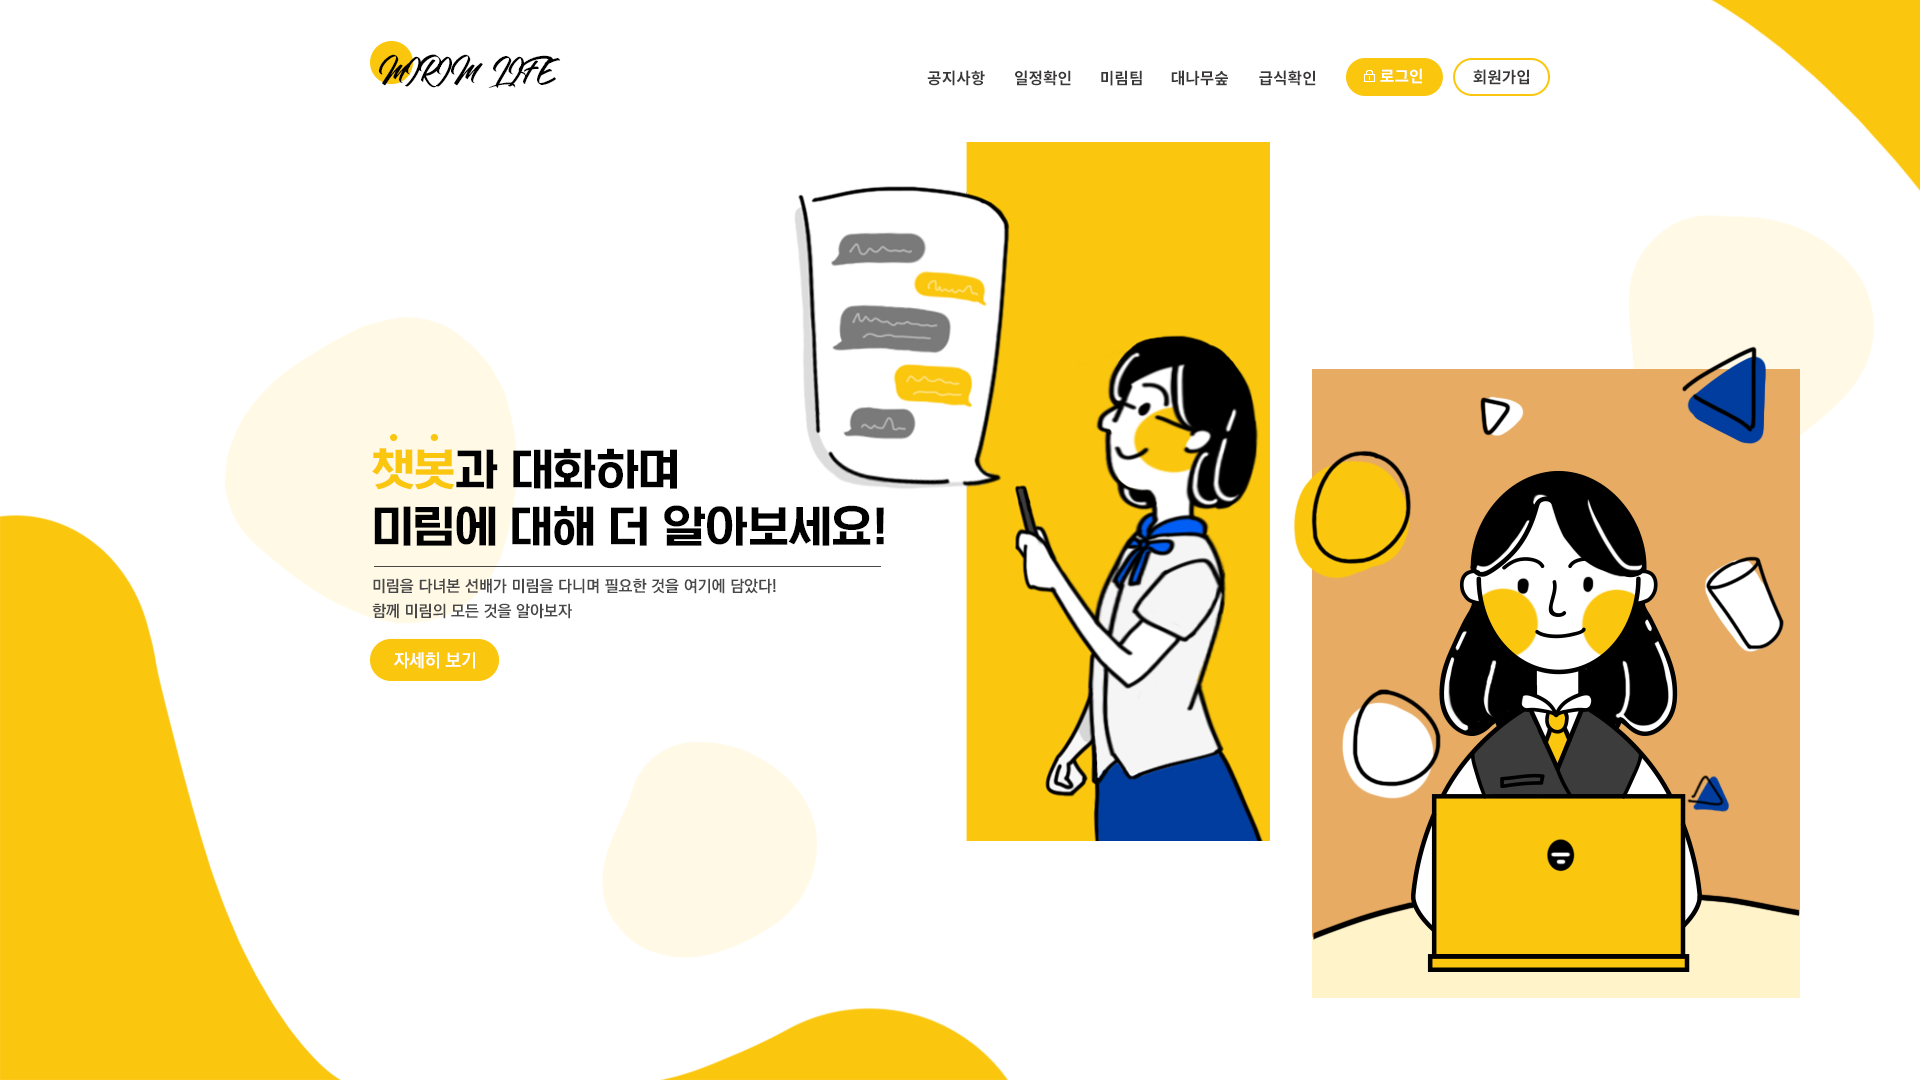 MIRIM LIFE
공지사항 일정확인 미림팀 대나무숲 급식확인 로그인 회원가입
챗봇과 대화하며
미림에 대해 더 알아보세요!
미림을 다녀본 선배가 미림을 다니며 필요한 것을 여기에 담았다!
함께 미림의 모든 것을 알아보자
자세히 보기